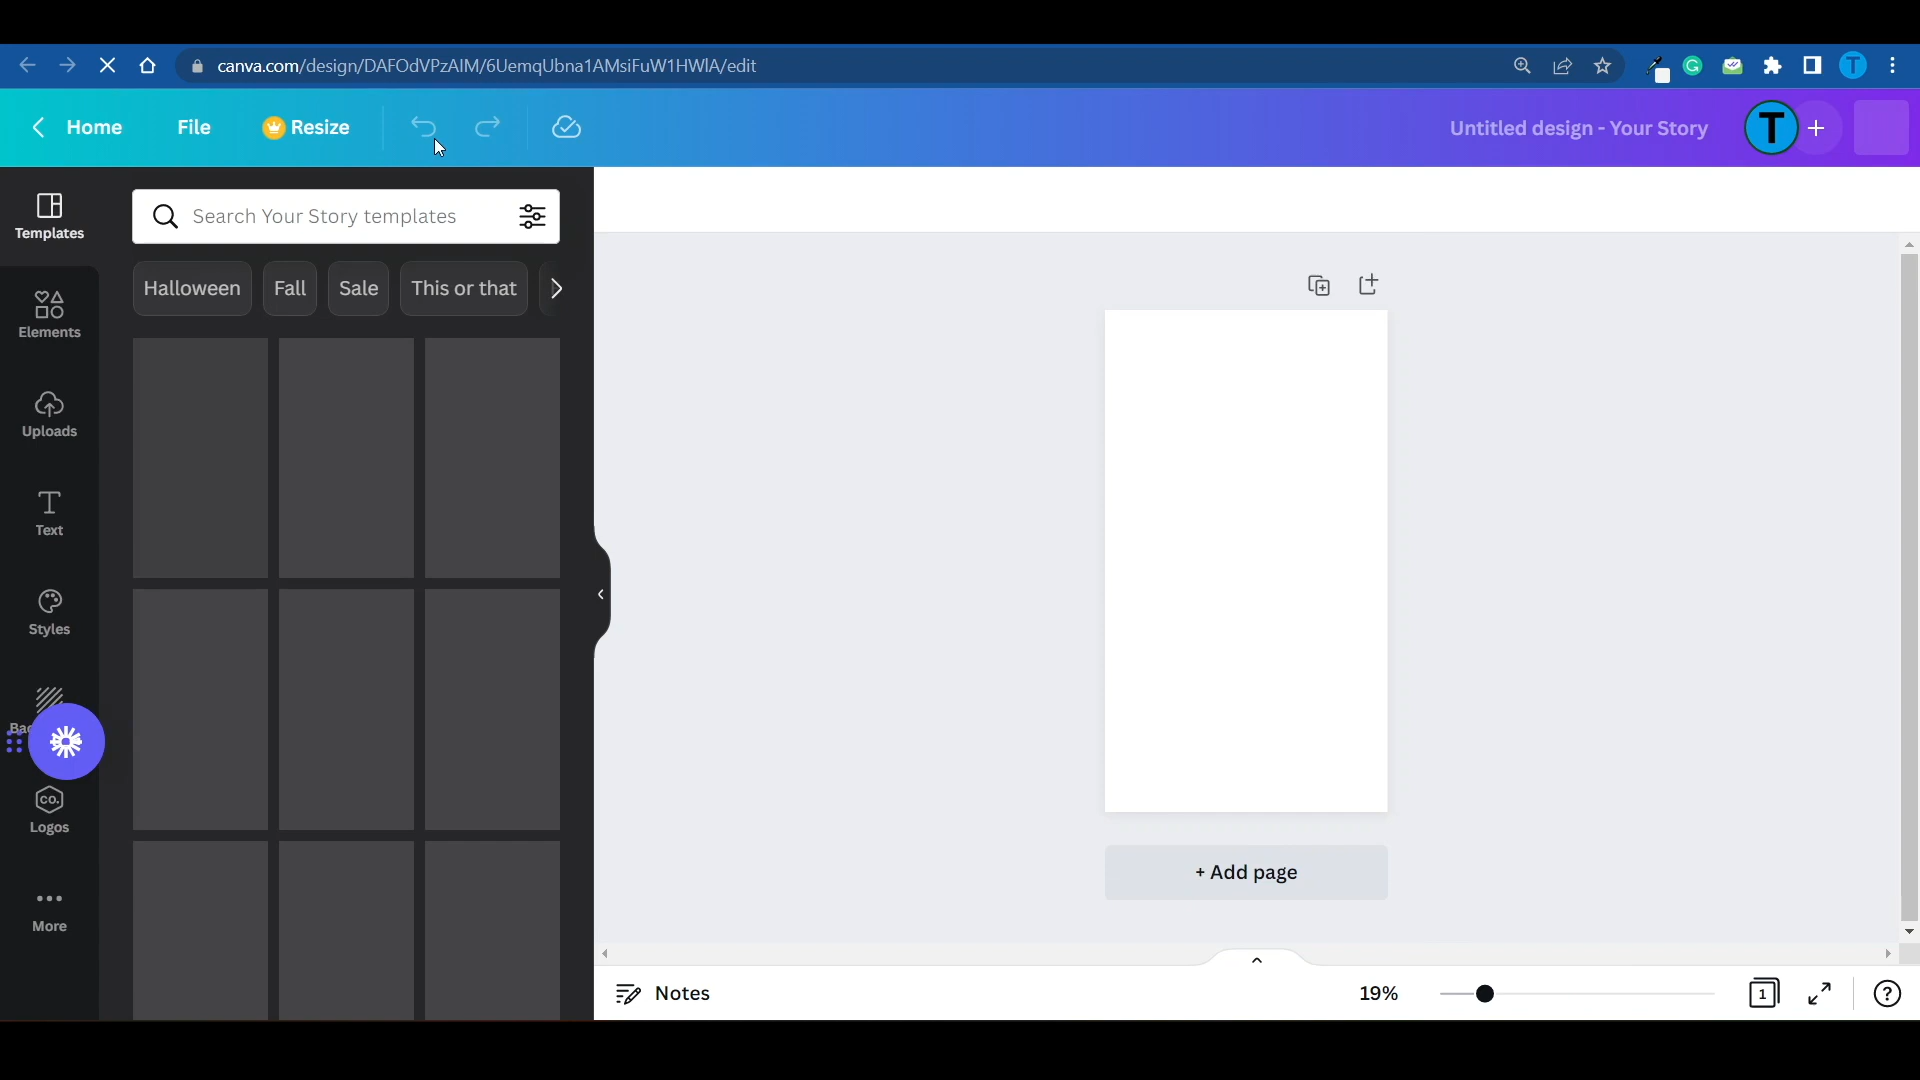 canva.com/design/DAFOdVPzAIM/6UemqUbna1AMsiFuW1HWlA/edit
T
Home
File
Resize
Untitled design - Your Story
T
+
Templates
Search Your Story templates
Halloween
Fall
Sale
This or that
Elements
Uploads
Text
Styles
CO.
Logos
More
+ Add page
Notes
19%
1
?